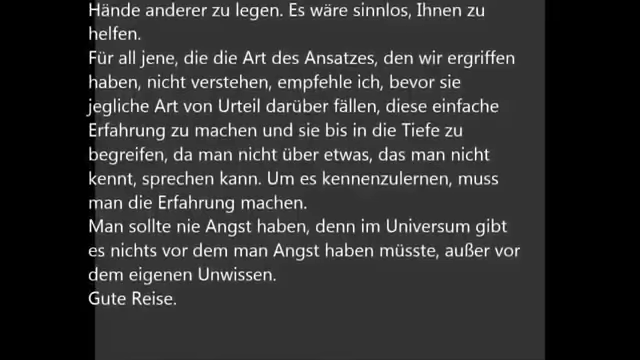 Hände anderer zu legen. Es wäre sinnlos, Ihnen zu
helfen.
Für all jene, die die Art des Ansatzes, den wir ergriffen
haben, nicht verstehen, empfehle ich, bevor sie
jegliche Art von Urteil darüber fällen, diese einfache
Erfahrung zu machen und sie bis in die Tiefe zu
begreifen, da man nicht über etwas, das man nicht
kennt, sprechen kann. Um es kennenzulernen, muss
man die Erfahrung machen.
Man sollte nie Angst haben, denn im Universum gibt
es nichts vor dem man Angst haben müsste, außer vor
dem eigenen Unwissen.
Gute Reise.